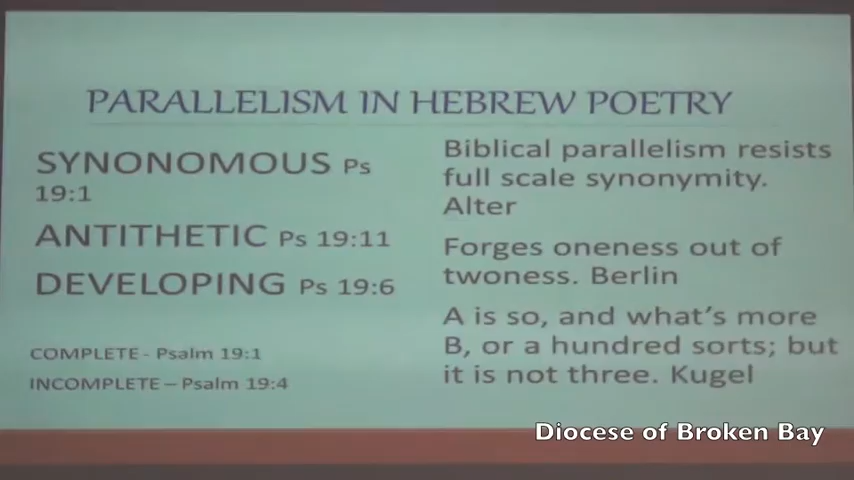 PARALLELISM IN HEBREW POETRY
SYNONOMOUS Ps
19:1
ANTITHETIC Ps 19:11
DEVELOPING Ps 19:6
COMPLETE - Psalm 19:1
INCOMPLETE – Psalm 19:4
Biblical parallelism resists
full scale synonymity.
Alter
Forges oneness out of
twoness. Berlin
A is so, and what's more
B, or a hundred sorts; but
it is not three. Kugel
Diocese of Broken Bay